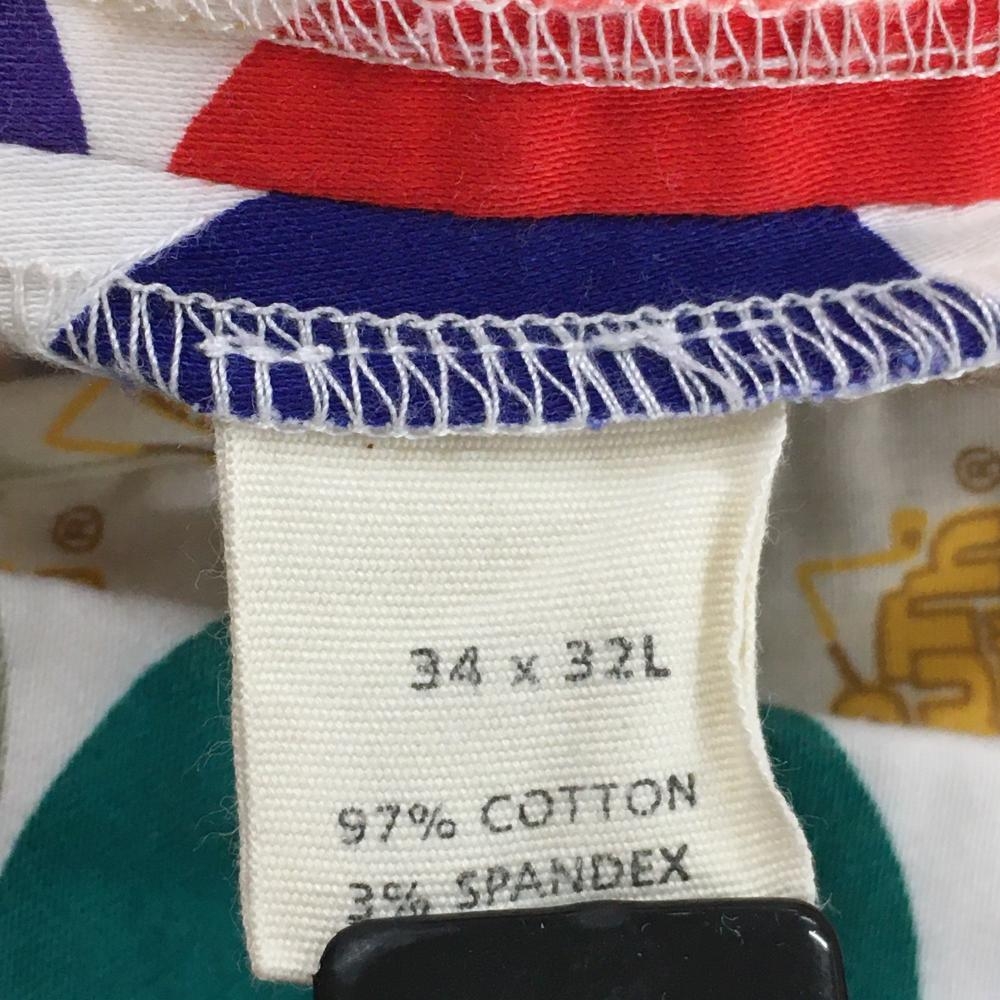 34 x 32L
97% COTTON
3% SPANDEX
®
®